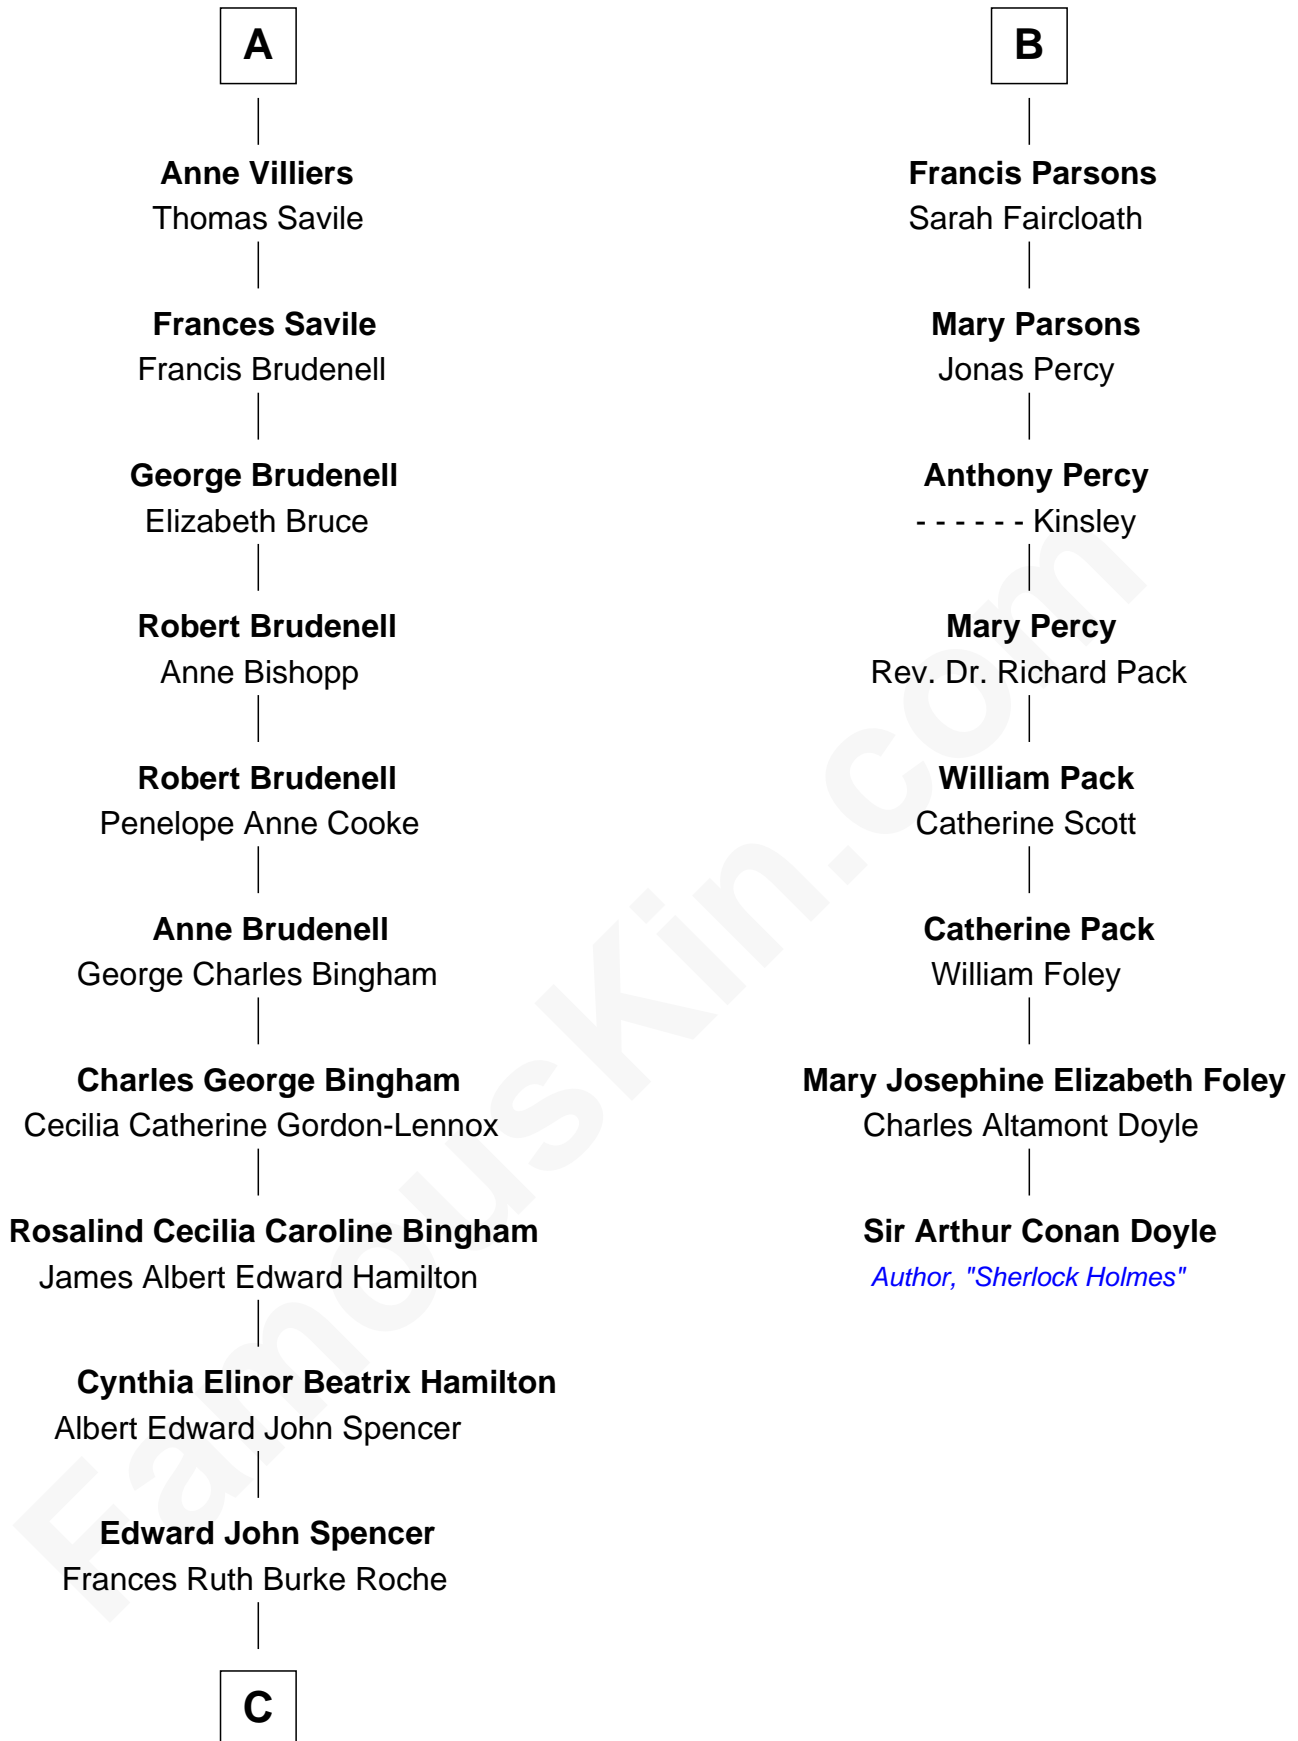 A
Anne Villiers
Thomas Savile
Frances Savile
Francis Brudenell
George Brudenell
Elizabeth Bruce
Robert Brudenell
Anne Bishopp
Robert Brudenell
Penelope Anne Cooke
Anne Brudenell
George Charles Bingham
Charles George Bingham
Cecilia Catherine Gordon-Lennox
Rosalind Cecilia Caroline Bingham
James Albert Edward Hamilton
Cynthia Elinor Beatrix Hamilton
Albert Edward John Spencer
Edward John Spencer
Frances Ruth Burke Roche
C
B
Francis Parsons
Sarah Faircloath
Mary Parsons
Jonas Percy
Anthony Percy
- - - - - - Kinsley
Mary Percy
Rev. Dr. Richard Pack
William Pack
Catherine Scott
Catherine Pack
William Foley
Mary Josephine Elizabeth Foley
Charles Altamont Doyle
Sir Arthur Conan Doyle
Author, "Sherlock Holmes"
FamousKin.com